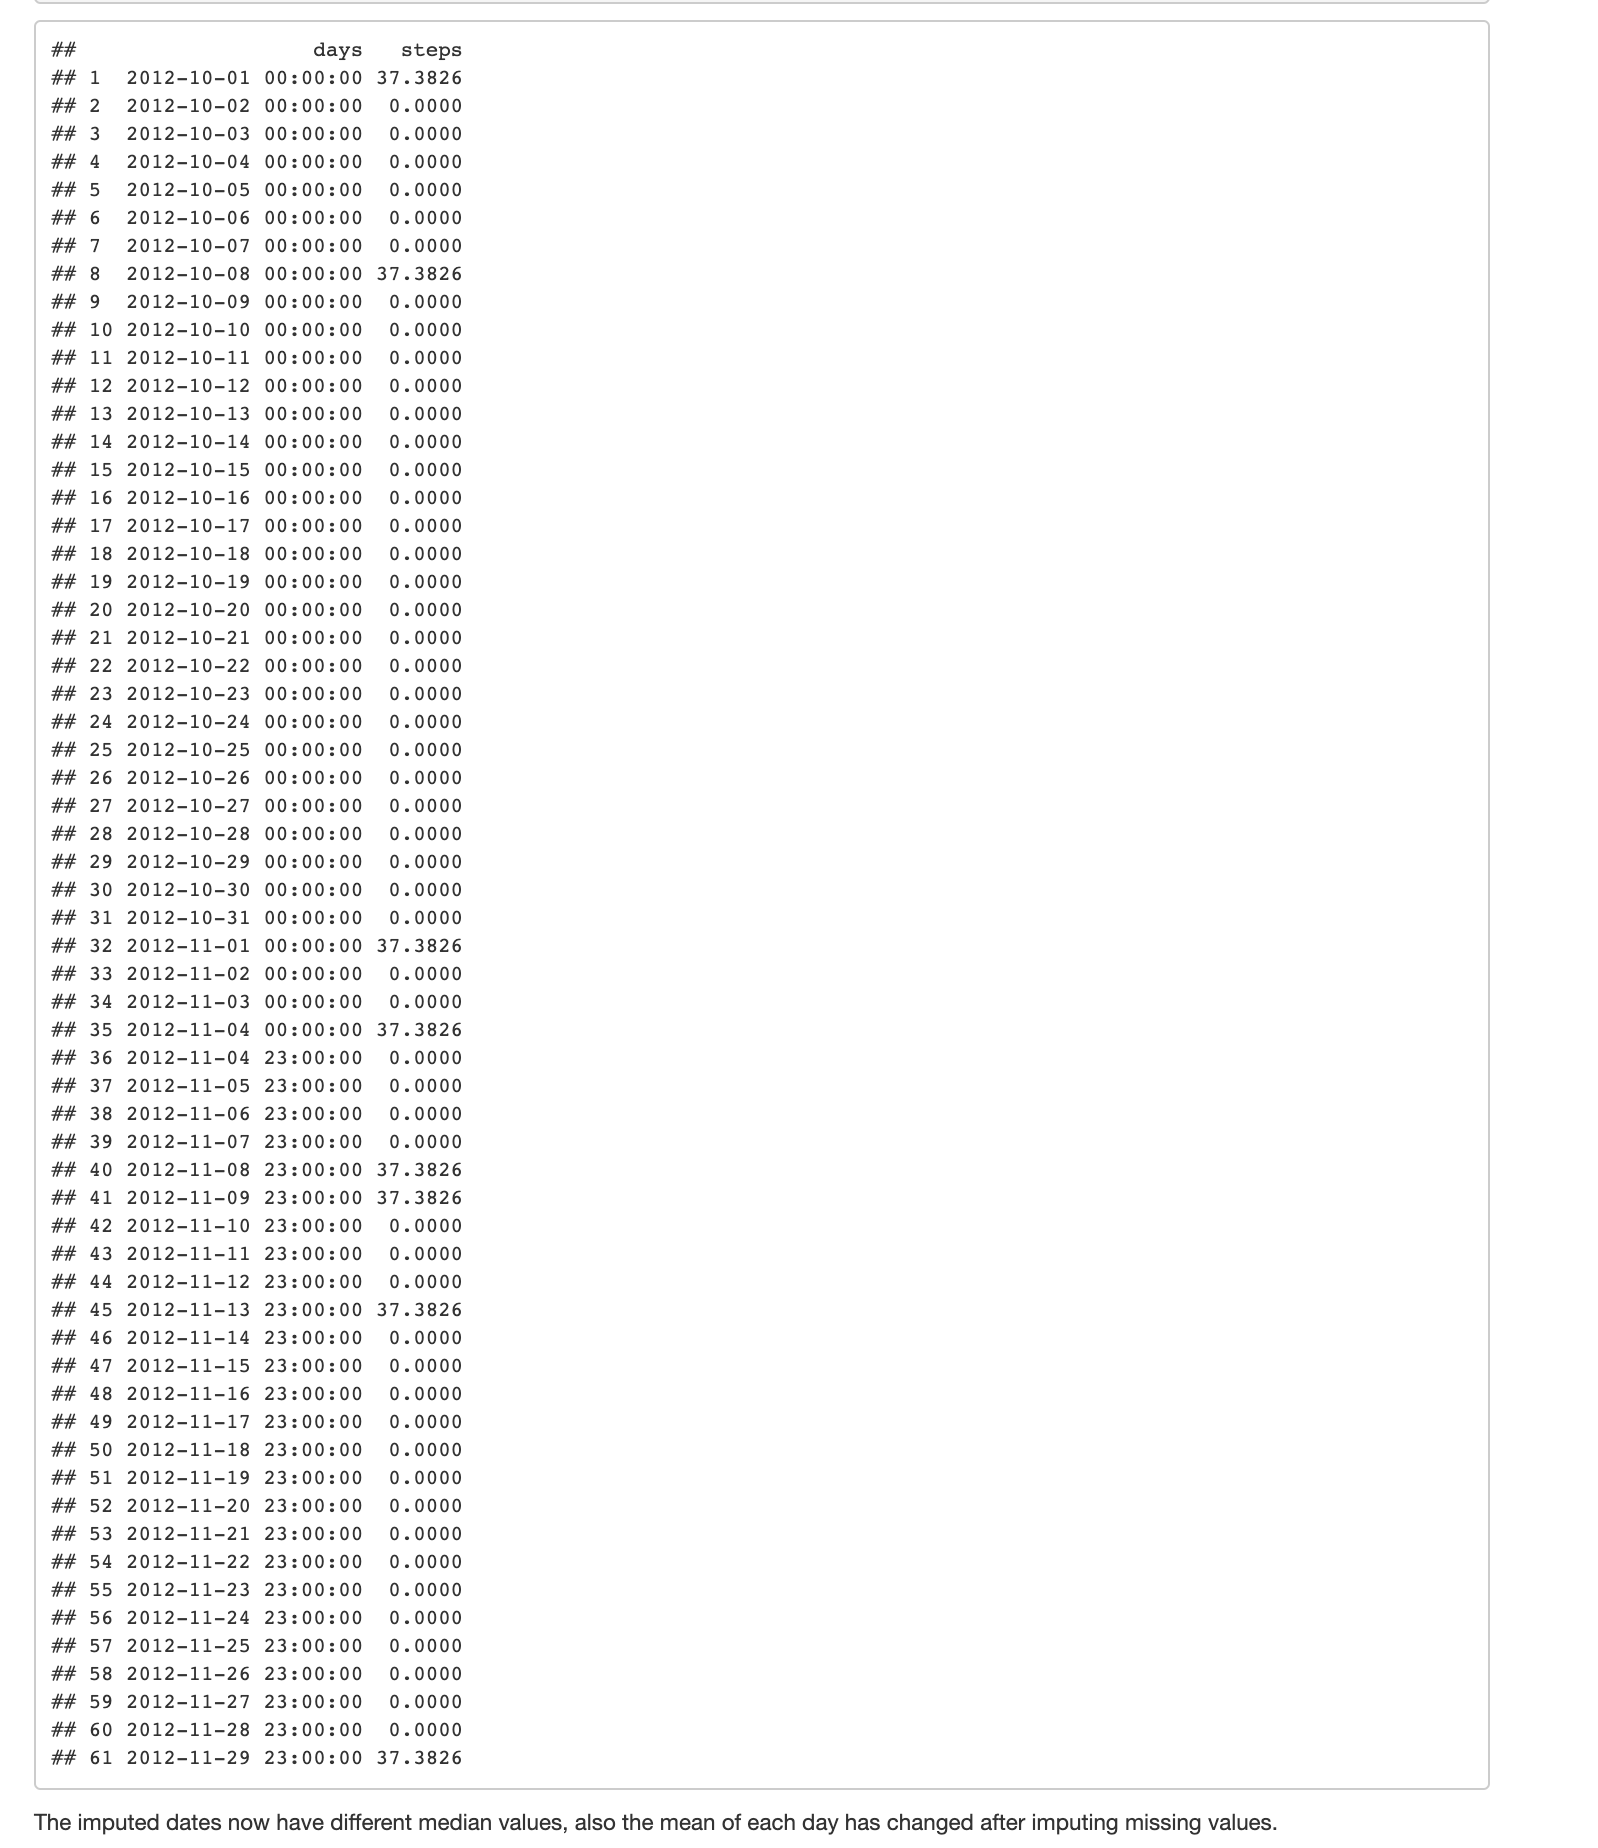 ##                     days   steps
## 1  2012-10-01 00:00:00 37.3826
## 2  2012-10-02 00:00:00  0.0000
## 3  2012-10-03 00:00:00  0.0000
## 4  2012-10-04 00:00:00  0.0000
## 5  2012-10-05 00:00:00  0.0000
## 6  2012-10-06 00:00:00  0.0000
## 7  2012-10-07 00:00:00  0.0000
## 8  2012-10-08 00:00:00 37.3826
## 9  2012-10-09 00:00:00  0.0000
## 10 2012-10-10 00:00:00  0.0000
## 11 2012-10-11 00:00:00  0.0000
## 12 2012-10-12 00:00:00  0.0000
## 13 2012-10-13 00:00:00  0.0000
## 14 2012-10-14 00:00:00  0.0000
## 15 2012-10-15 00:00:00  0.0000
## 16 2012-10-16 00:00:00  0.0000
## 17 2012-10-17 00:00:00  0.0000
## 18 2012-10-18 00:00:00  0.0000
## 19 2012-10-19 00:00:00  0.0000
## 20 2012-10-20 00:00:00  0.0000
## 21 2012-10-21 00:00:00  0.0000
## 22 2012-10-22 00:00:00  0.0000
## 23 2012-10-23 00:00:00  0.0000
## 24 2012-10-24 00:00:00  0.0000
## 25 2012-10-25 00:00:00  0.0000
## 26 2012-10-26 00:00:00  0.0000
## 27 2012-10-27 00:00:00  0.0000
## 28 2012-10-28 00:00:00  0.0000
## 29 2012-10-29 00:00:00  0.0000
## 30 2012-10-30 00:00:00  0.0000
## 31 2012-10-31 00:00:00  0.0000
## 32 2012-11-01 00:00:00 37.3826
## 33 2012-11-02 00:00:00  0.0000
## 34 2012-11-03 00:00:00  0.0000
## 35 2012-11-04 00:00:00 37.3826
## 36 2012-11-04 23:00:00  0.0000
## 37 2012-11-05 23:00:00  0.0000
## 38 2012-11-06 23:00:00  0.0000
## 39 2012-11-07 23:00:00  0.0000
## 40 2012-11-08 23:00:00 37.3826
## 41 2012-11-09 23:00:00 37.3826
## 42 2012-11-10 23:00:00  0.0000
## 43 2012-11-11 23:00:00  0.0000
## 44 2012-11-12 23:00:00  0.0000
## 45 2012-11-13 23:00:00 37.3826
## 46 2012-11-14 23:00:00  0.0000
## 47 2012-11-15 23:00:00  0.0000
## 48 2012-11-16 23:00:00  0.0000
## 49 2012-11-17 23:00:00  0.0000
## 50 2012-11-18 23:00:00  0.0000
## 51 2012-11-19 23:00:00  0.0000
## 52 2012-11-20 23:00:00  0.0000
## 53 2012-11-21 23:00:00  0.0000
## 54 2012-11-22 23:00:00  0.0000
## 55 2012-11-23 23:00:00  0.0000
## 56 2012-11-24 23:00:00  0.0000
## 57 2012-11-25 23:00:00  0.0000
## 58 2012-11-26 23:00:00  0.0000
## 59 2012-11-27 23:00:00  0.0000
## 60 2012-11-28 23:00:00  0.0000
## 61 2012-11-29 23:00:00 37.3826
The imputed dates now have different median values, also the mean of each day has changed after imputing missing values.